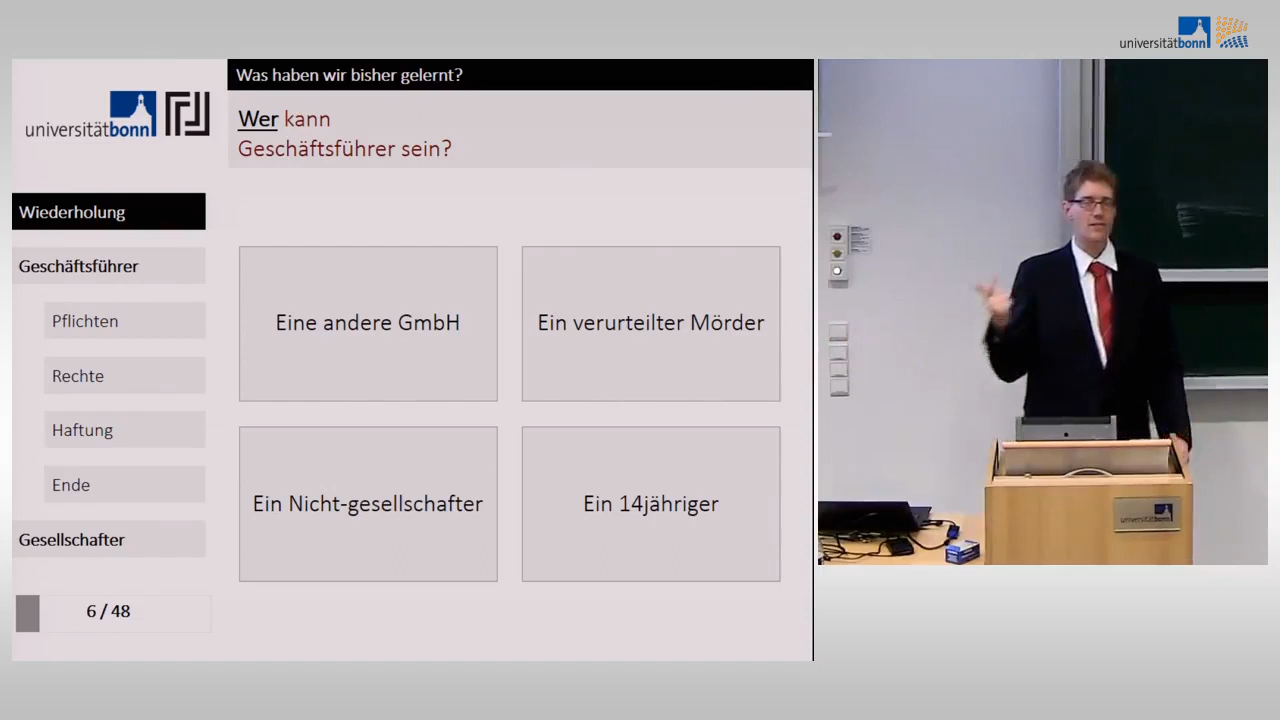 universitätbonn
Was haben wir bisher gelernt?
universitätbonn
Wer kann
Geschäftsführer sein?
Wiederholung
Geschäftsführer
Pflichten
Rechte
Haftung
Ende
Gesellschafter
6 / 48
Eine andere GmbH
Ein verurteilter Mörder
Ein Nicht-gesellschafter
Ein 14jähriger
universitätbonn